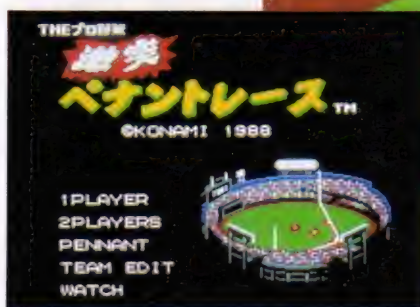 THEプロ野球
激突
ペナントレース TM
©KONAMI 1988
1PLAYER
2PLAYERS
PENNANT
TEAM EDIT
WATCH